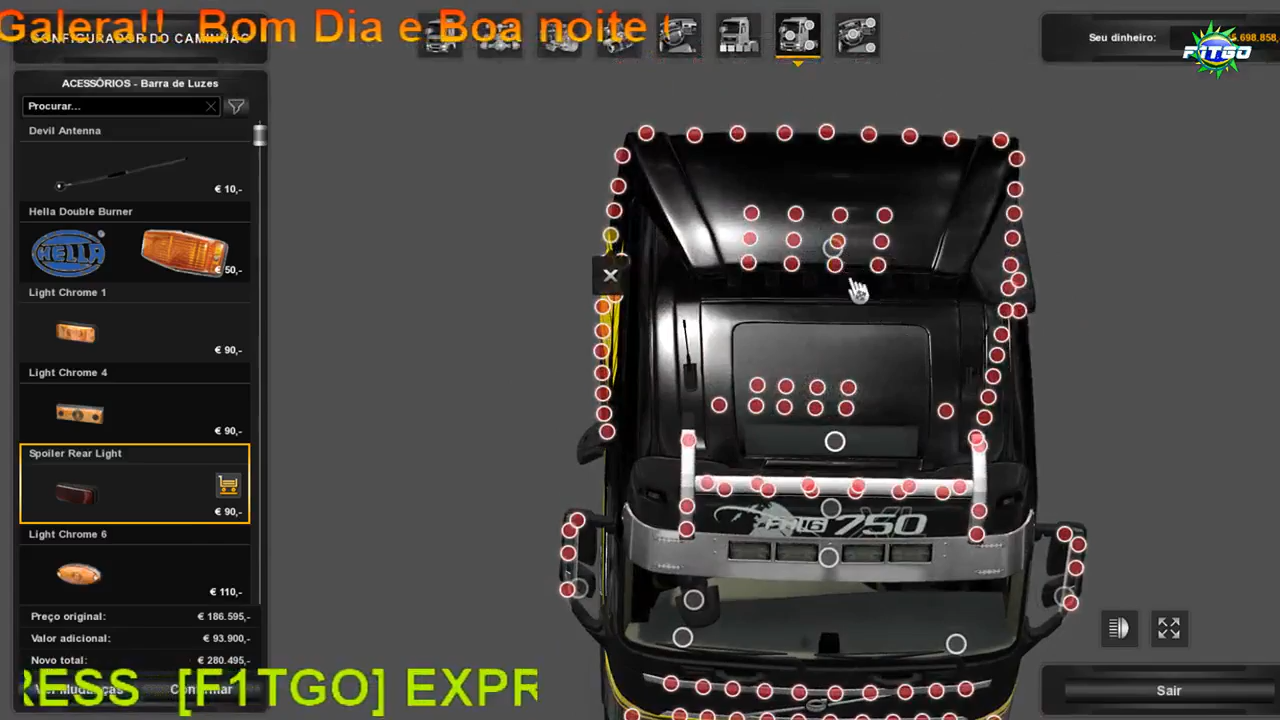 Galera!! Bom Dia e Boa noite
CONFIGURADOR DO CAMINHÃO
Seu dinheiro:
.698.858,
F1TGO
ACESSÓRIOS - Barra de Luzes
Procurar...
Devil Antenna
€ 10,-
Hella Double Burner
HELLA
€ 50,-
Light Chrome 1
€ 90,-
Light Chrome 4
€ 90,-
Spoiler Rear Light
€ 90,-
Light Chrome 6
€ 110,-
Preço original: € 186.595,-
Valor adicional: € 93.900,-
Novo total: € 280.495,-
RESS [F1TGO] EXPR
Confirmar
750
Sair